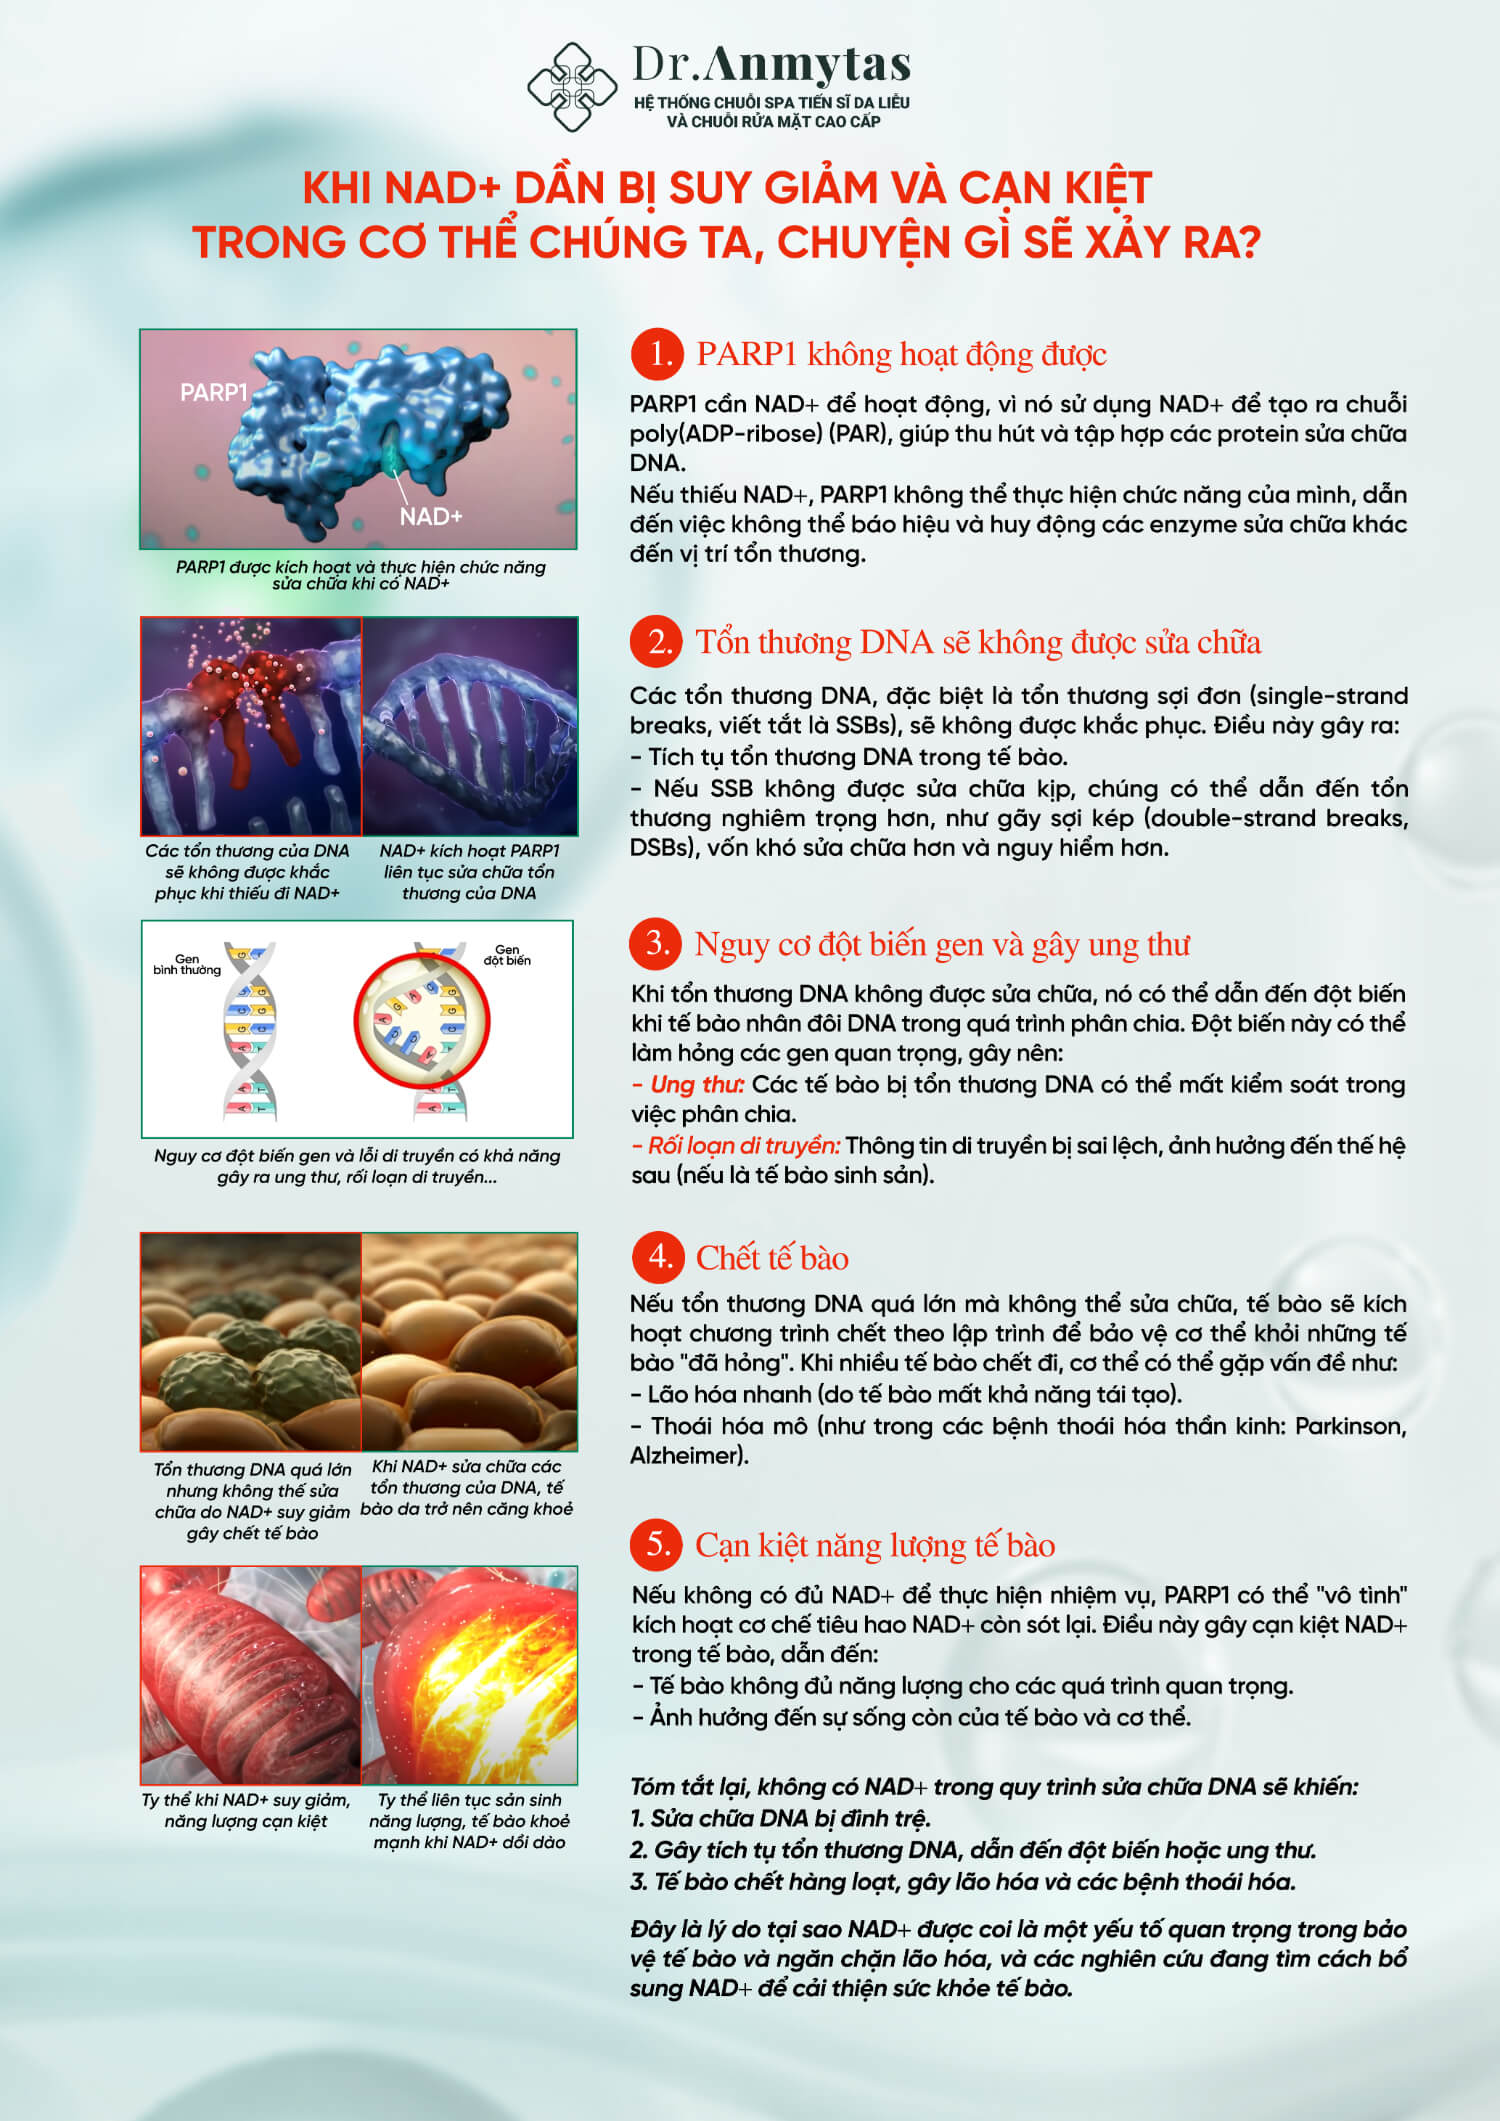 Dr.Anmytas
HỆ THỐNG CHUỖI SPA TIẾN SĨ DA LIỄU
VÀ CHUỖI RỬA MẶT CAO CẤP
KHI NAD+ DẦN BỊ SUY GIẢM VÀ CẠN KIỆT
TRONG CƠ THỂ CHÚNG TA, CHUYỆN GÌ SẼ XẢY RA?
PARP1
NAD+
PARP1 được kích hoạt và thực hiện chức năng
sửa chữa khi có NAD+
1. PARP1 không hoạt động được
PARP1 cần NAD+ để hoạt động, vì nó sử dụng NAD+ để tạo ra chuỗi
poly(ADP-ribose) (PAR), giúp thu hút và tập hợp các protein sửa chữa
DNA.
Nếu thiếu NAD+, PARP1 không thể thực hiện chức năng của mình, dẫn
đến việc không thể báo hiệu và huy động các enzyme sửa chữa khác
đến vị trí tổn thương.
Các tổn thương của DNA
sẽ không được khắc
phục khi thiếu đi NAD+
NAD+ kích hoạt PARP1
liên tục sửa chữa tổn
thương của DNA
2. Tổn thương DNA sẽ không được sửa chữa
Các tổn thương DNA, đặc biệt là tổn thương sợi đơn (single-strand
breaks, viết tắt là SSBs), sẽ không được khắc phục. Điều này gây ra:
- Tích tụ tổn thương DNA trong tế bào.
- Nếu SSB không được sửa chữa kịp, chúng có thể dẫn đến tổn
thương nghiêm trọng hơn, như gãy sợi kép (double-strand breaks,
DSBs), vốn khó sửa chữa hơn và nguy hiểm hơn.
Gen
bình thường
Gen
đột biến
Nguy cơ đột biến gen và lỗi di truyền có khả năng
gây ra ung thư, rối loạn di truyền...
3. Nguy cơ đột biến gen và gây ung thư
Khi tổn thương DNA không được sửa chữa, nó có thể dẫn đến đột biến
khi tế bào nhân đôi DNA trong quá trình phân chia. Đột biến này có thể
làm hỏng các gen quan trọng, gây nên:
- Ung thư: Các tế bào bị tổn thương DNA có thể mất kiểm soát trong
việc phân chia.
- Rối loạn di truyền: Thông tin di truyền bị sai lệch, ảnh hưởng đến thế hệ
sau (nếu là tế bào sinh sản).
Tổn thương DNA quá lớn
nhưng không thể sửa
chữa do NAD+ suy giảm
gây chết tế bào
Khi NAD+ sửa chữa các
tổn thương của DNA, tế
bào da trở nên căng khoẻ
4. Chết tế bào
Nếu tổn thương DNA quá lớn mà không thể sửa chữa, tế bào sẽ kích
hoạt chương trình chết theo lập trình để bảo vệ cơ thể khỏi những tế
bào "đã hỏng". Khi nhiều tế bào chết đi, cơ thể có thể gặp vấn đề như:
- Lão hóa nhanh (do tế bào mất khả năng tái tạo).
- Thoái hóa mô (như trong các bệnh thoái hóa thần kinh: Parkinson,
Alzheimer).
Ty thể khi NAD+ suy giảm,
năng lượng cạn kiệt
Ty thể liên tục sản sinh
năng lượng, tế bào khoẻ
mạnh khi NAD+ dồi dào
5. Cạn kiệt năng lượng tế bào
Nếu không có đủ NAD+ để thực hiện nhiệm vụ, PARP1 có thể "vô tình"
kích hoạt cơ chế tiêu hao NAD+ còn sót lại. Điều này gây cạn kiệt NAD+
trong tế bào, dẫn đến:
- Tế bào không đủ năng lượng cho các quá trình quan trọng.
- Ảnh hưởng đến sự sống còn của tế bào và cơ thể.
Tóm tắt lại, không có NAD+ trong quy trình sửa chữa DNA sẽ khiến:
1. Sửa chữa DNA bị đình trệ.
2. Gây tích tụ tổn thương DNA, dẫn đến đột biến hoặc ung thư.
3. Tế bào chết hàng loạt, gây lão hóa và các bệnh thoái hóa.
Đây là lý do tại sao NAD+ được coi là một yếu tố quan trọng trong bảo
vệ tế bào và ngăn chặn lão hóa, và các nghiên cứu đang tìm cách bổ
sung NAD+ để cải thiện sức khỏe tế bào.